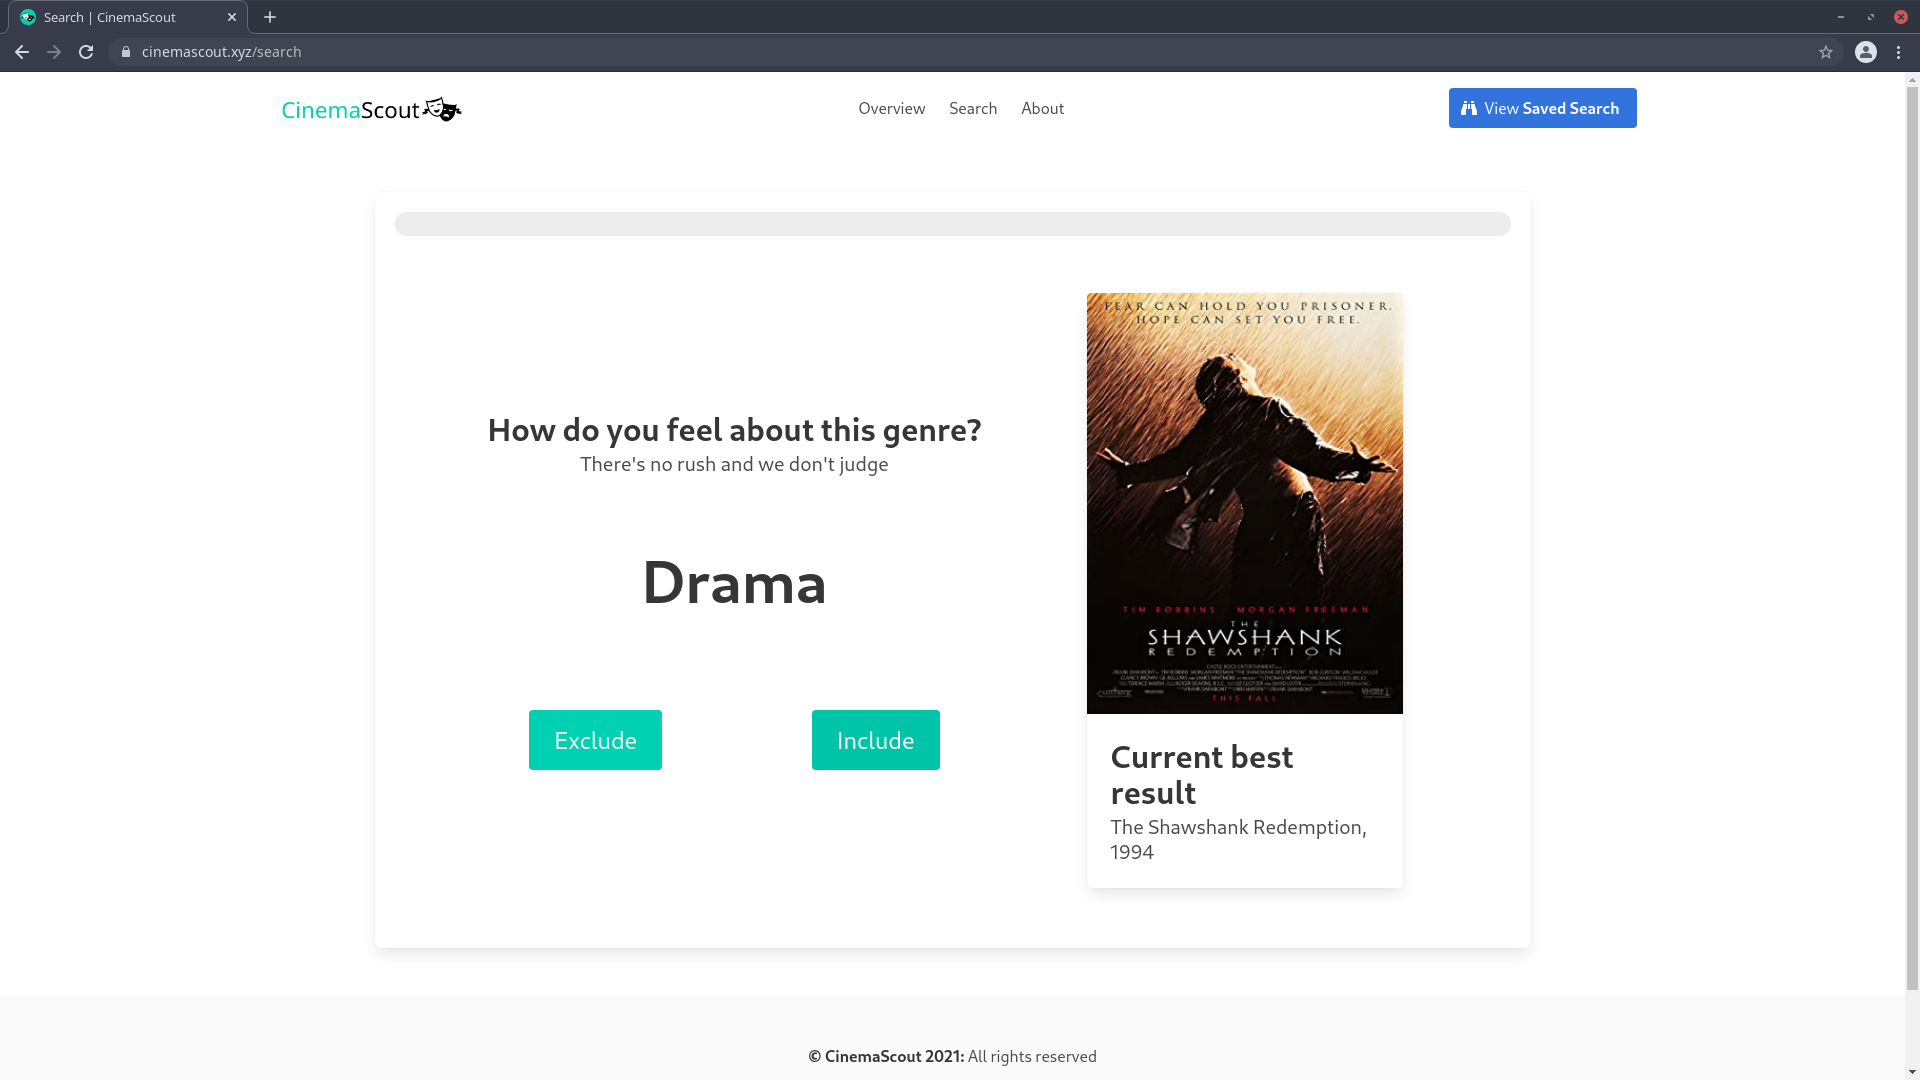 Search | CinemaScout
cinemascout.xyz/search
CinemaScout
Overview
Search
About
View Saved Search
How do you feel about this genre?
There's no rush and we don't judge
Drama
Exclude
Include
FEAR CAN HOLD YOU PRISONER.
HOPE CAN SET YOU FREE.
TIM ROBBINS MORGAN FREEMAN
THE
SHAWSHANK
REDEMPTION
THIS FALL
Current best
result
The Shawshank Redemption,
1994
© CinemaScout 2021: All rights reserved